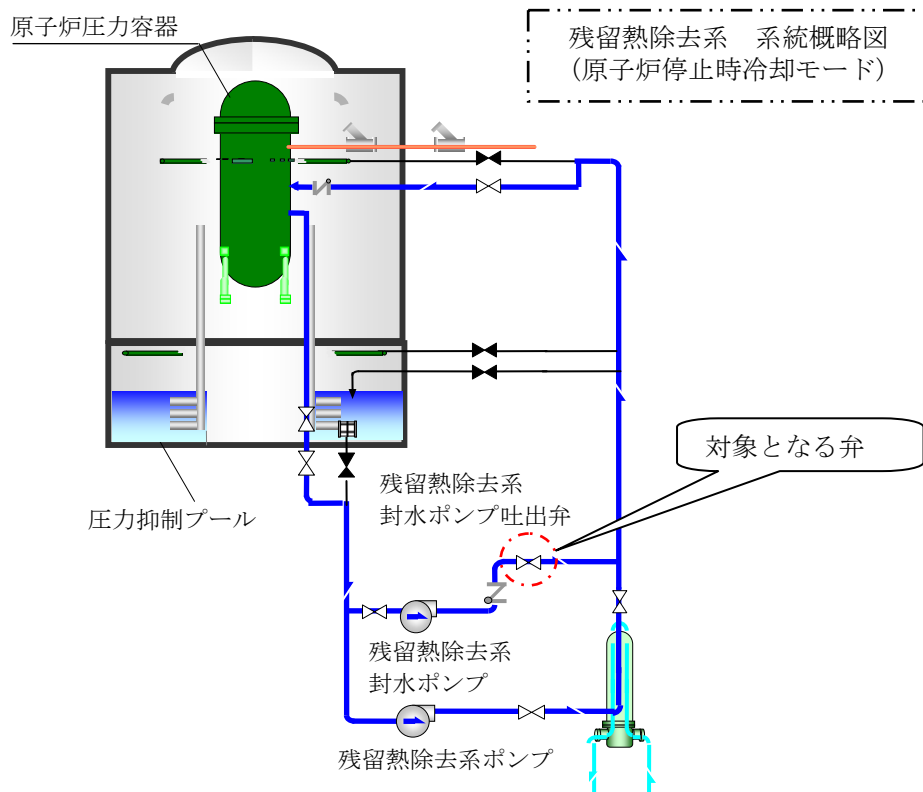 原子炉圧力容器
残留熱除去系　系統概略図
（原子炉停止時冷却モード）
対象となる弁
残留熱除去系
封水ポンプ吐出弁
圧力抑制プール
残留熱除去系
封水ポンプ
残留熱除去系ポンプ